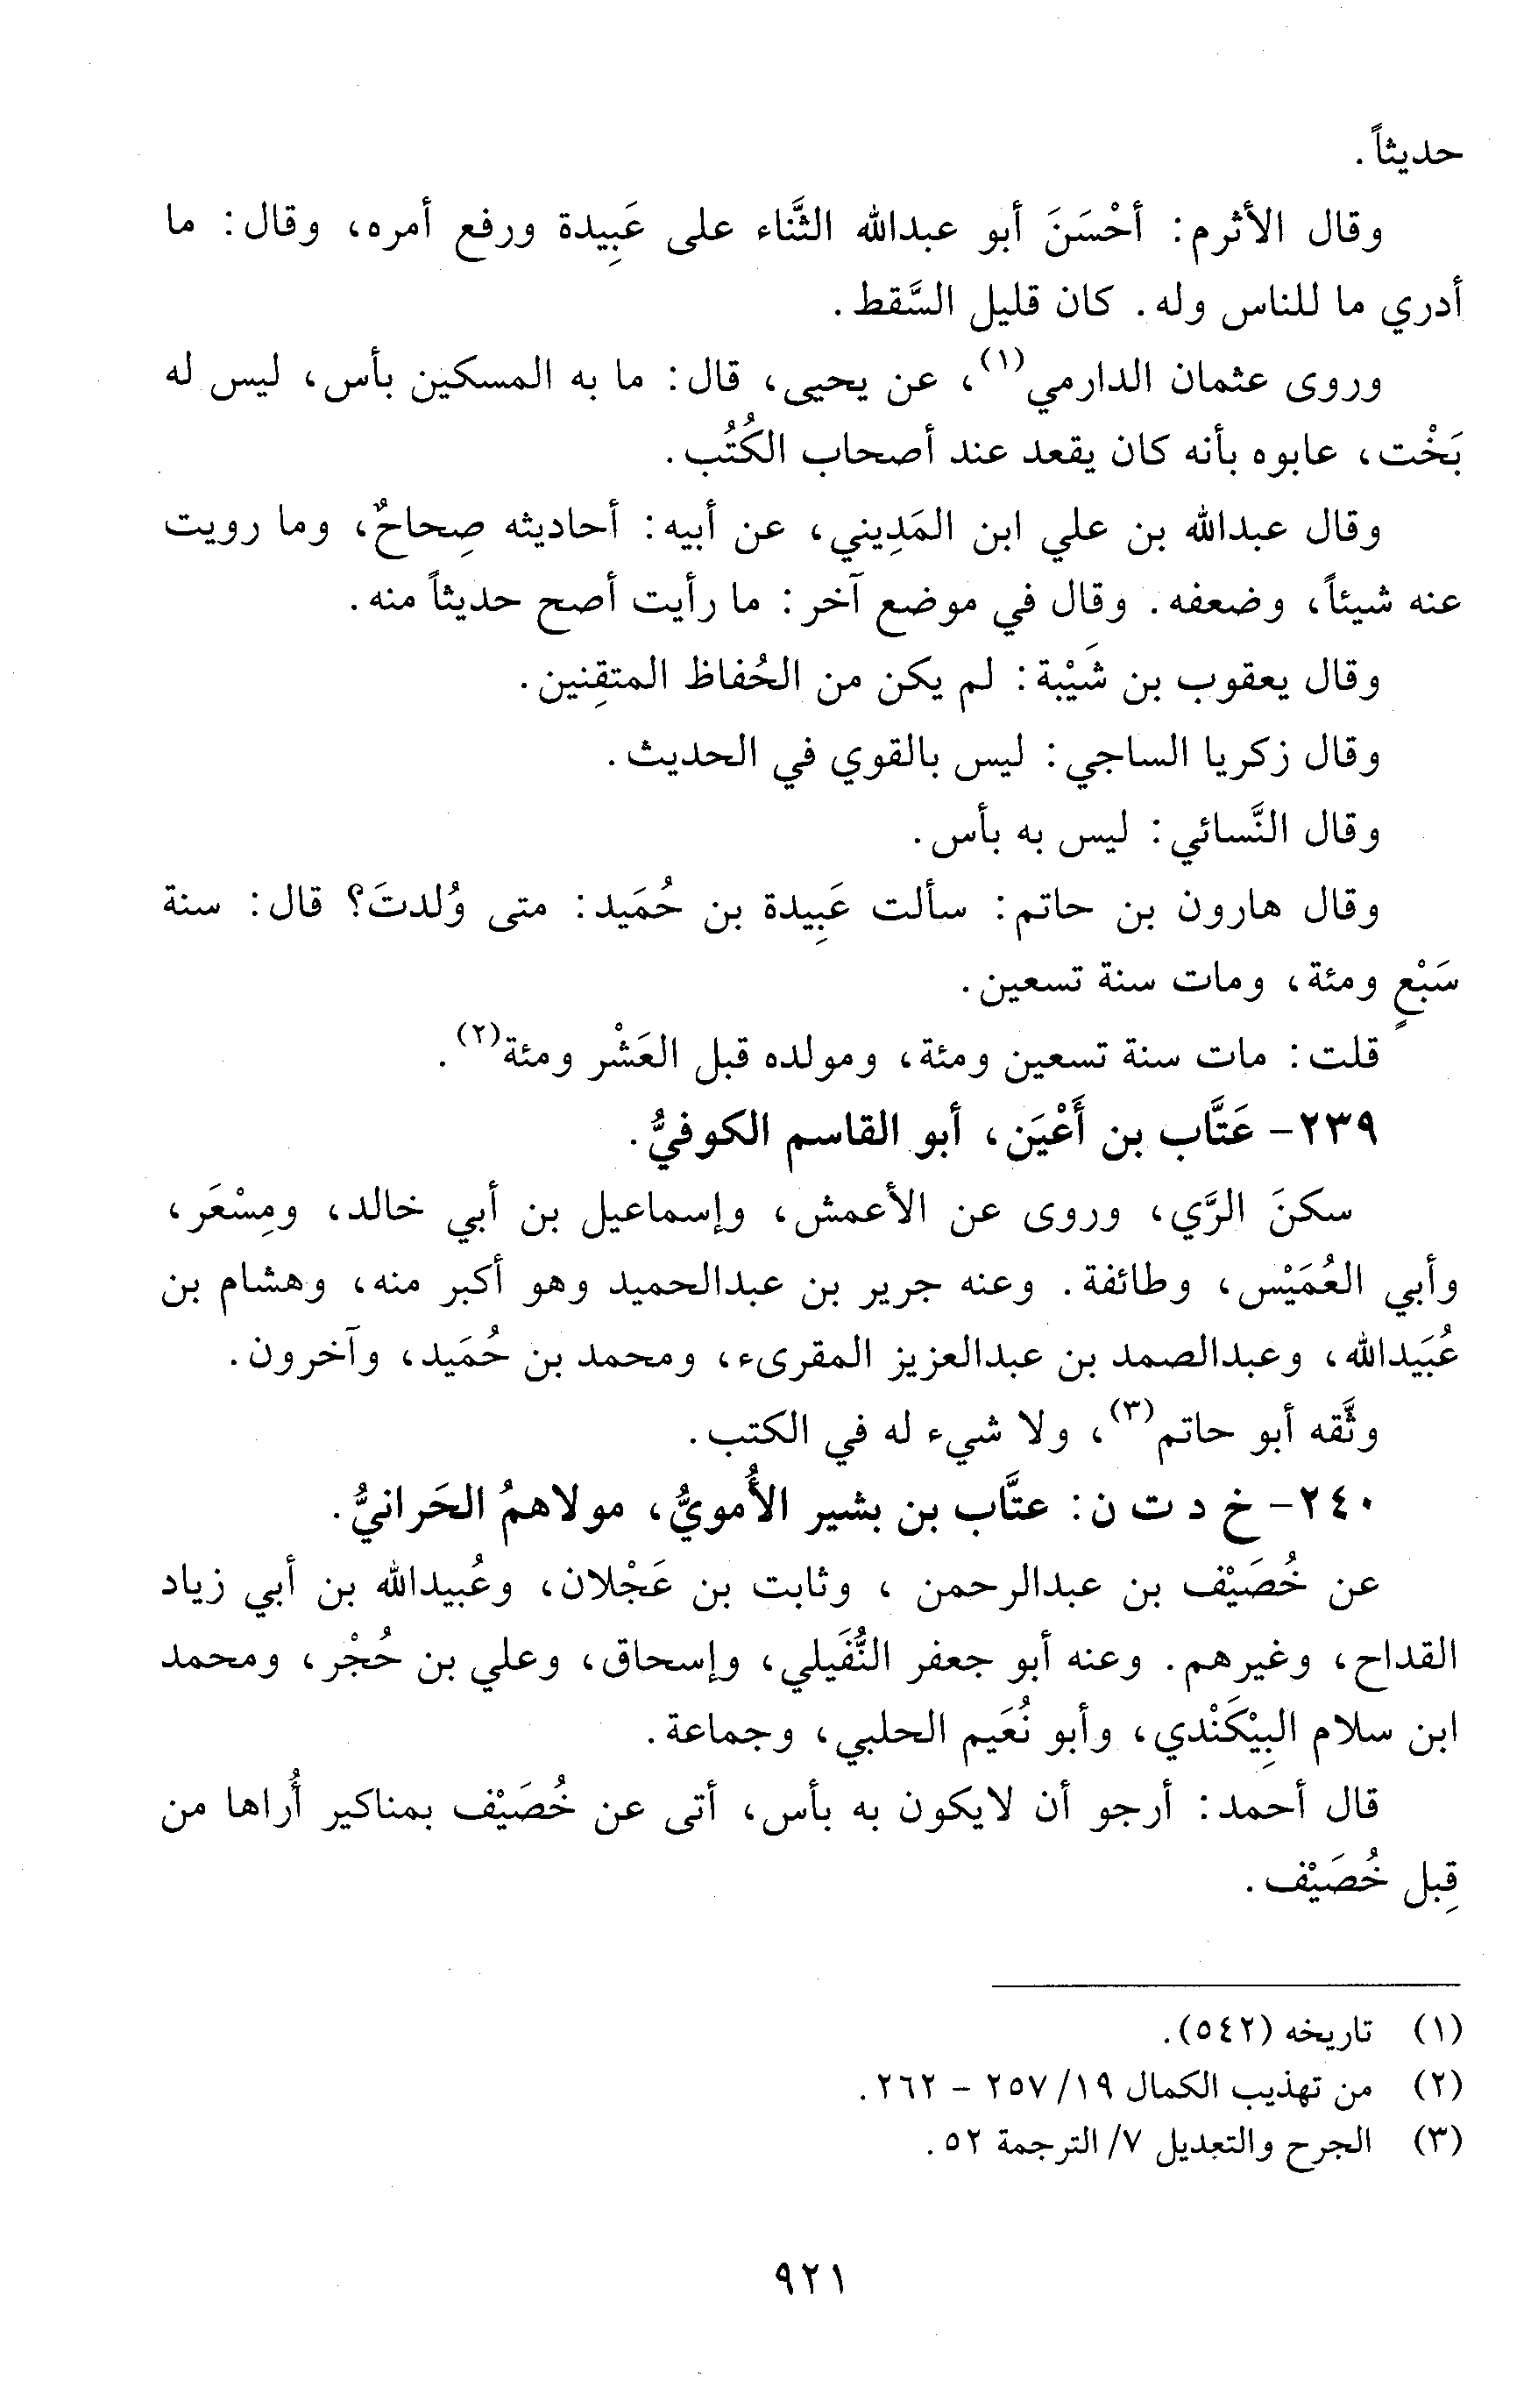 حديثاً.
وقال الأثرم: أحْسَنَ أبو عبدالله الثَّناء على عَبِيدة ورفع أمره، وقال: ما
أدري ما للناس وله. كان قليل السَّقط.
وروى عثمان الدارمي(١)، عن يحيى، قال: ما به المسكين بأس، ليس له
بَخْت، عابوه بأنه كان يقعد عند أصحاب الكُتُب.
وقال عبدالله بن علي ابن المَدِيني، عن أبيه: أحاديثه صِحاحٌ، وما رويت
عنه شيئاً، وضعفه. وقال في موضع آخر: ما رأيت أصح حديثاً منه.
وقال يعقوب بن شَيْبة: لم يكن من الحُفاظ المتقِنين.
وقال زكريا الساجي: ليس بالقوي في الحديث.
وقال النَّسائي: ليس به بأس.
وقال هارون بن حاتم: سألت عَبِيدة بن حُمَيد: متى وُلدتَ؟ قال: سنة
سَبْعٍ ومئة، ومات سنة تسعين.
قلت: مات سنة تسعين ومئة، ومولده قبل العَشْر ومئة(٢).
٢٣٩- عَتَّاب بن أَعْيَن، أبو القاسم الكوفيُّ.
سكنَ الرَّي، وروى عن الأعمش، وإسماعيل بن أبي خالد، ومِسْعَر،
وأبي العُمَيْس، وطائفة. وعنه جرير بن عبدالحميد وهو أكبر منه، وهشام بن
عُبَيدالله، وعبدالصمد بن عبدالعزيز المقرىء، ومحمد بن حُمَيد، وآخرون.
وثَّقه أبو حاتم(٣)، ولا شيء له في الكتب.
٢٤٠- خ د ت ن: عتَّاب بن بشير الأُمويُّ، مولاهمُ الحَرانيُّ.
عن خُصَيْف بن عبدالرحمن ، وثابت بن عَجْلان، وعُبيدالله بن أبي زياد
القداح، وغيرهم. وعنه أبو جعفر النُّفَيلي، وإسحاق، وعلي بن حُجْر، ومحمد
ابن سلام البِيْكَنْدي، وأبو نُعَيم الحلبي، وجماعة.
قال أحمد: أرجو أن لايكون به بأس، أتى عن خُصَيْف بمناكير أُراها من
قِبل خُصَيْف.
(١) تاريخه (٥٤٢).
(٢) من تهذيب الكمال ١٩/ ٢٥٧ - ٢٦٢.
(٣) الجرح والتعديل ٧/ الترجمة ٥٢.
٩٢١